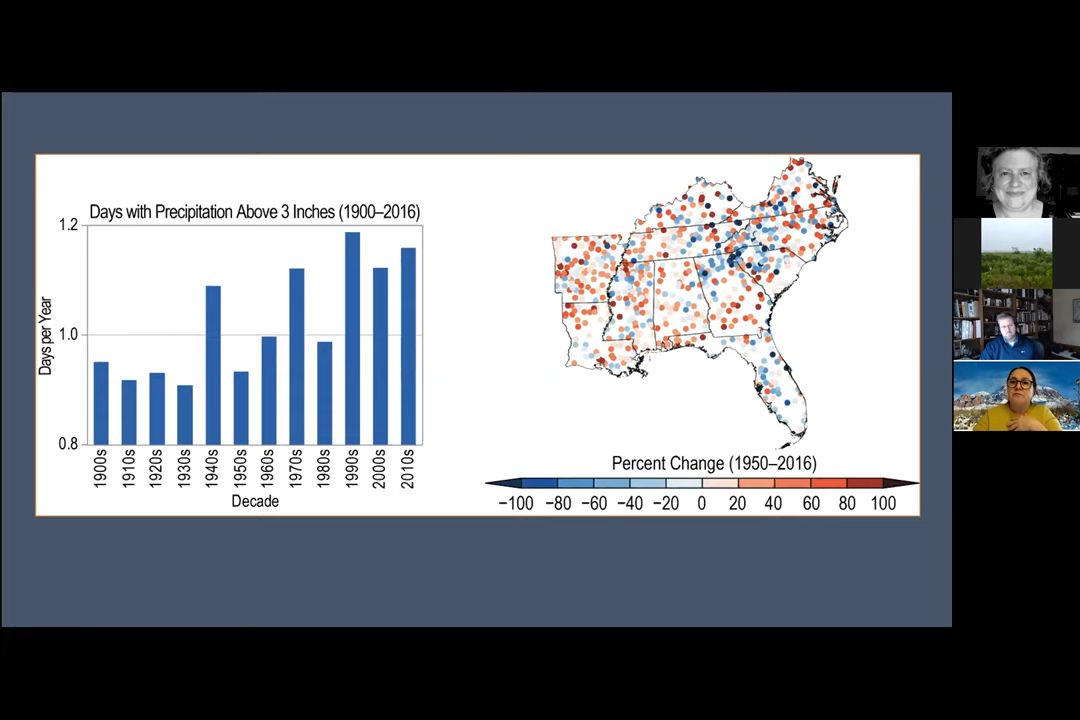 Days with Precipitation Above 3 Inches (1900–2016)
1.2
1.0
0.8
Days per Year
1900s
1910s
1920s
1930s
1940s
1950s
1960s
1970s
1980s
1990s
2000s
2010s
Decade
Percent Change (1950–2016)
−100 −80 −60 −40 −20 0 20 40 60 80 100